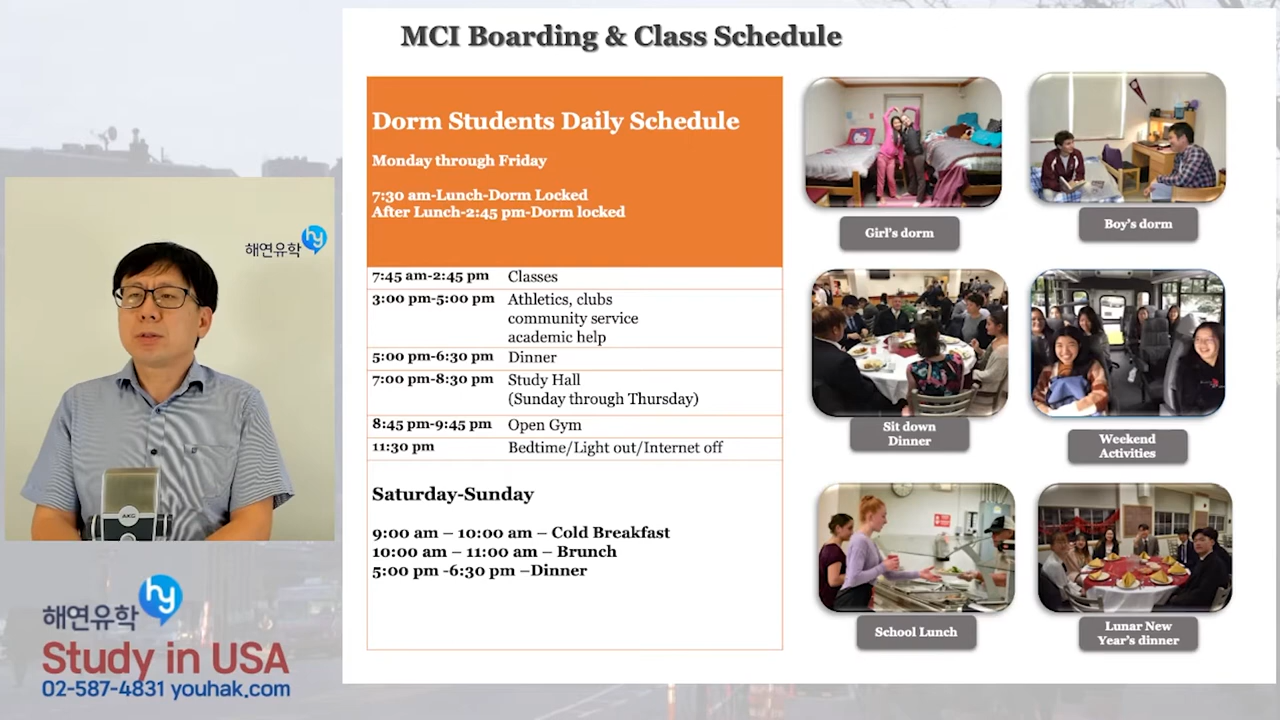 MCI Boarding & Class Schedule
Dorm Students Daily Schedule
Monday through Friday
7:30 am-Lunch-Dorm Locked
After Lunch-2:45 pm-Dorm locked
7:45 am-2:45 pm Classes
3:00 pm-5:00 pm Athletics, clubs
community service
academic help
5:00 pm-6:30 pm Dinner
7:00 pm-8:30 pm Study Hall
(Sunday through Thursday)
8:45 pm-9:45 pm Open Gym
11:30 pm Bedtime/Light out/Internet off
Saturday-Sunday
9:00 am – 10:00 am – Cold Breakfast
10:00 am – 11:00 am – Brunch
5:00 pm -6:30 pm –Dinner
Girl's dorm
Boy's dorm
Sit down
Dinner
Weekend
Activities
School Lunch
Lunar New
Year's dinner
해연유학 hy
AKG
해연유학 hy
Study in USA
02-587-4831 youhak.com